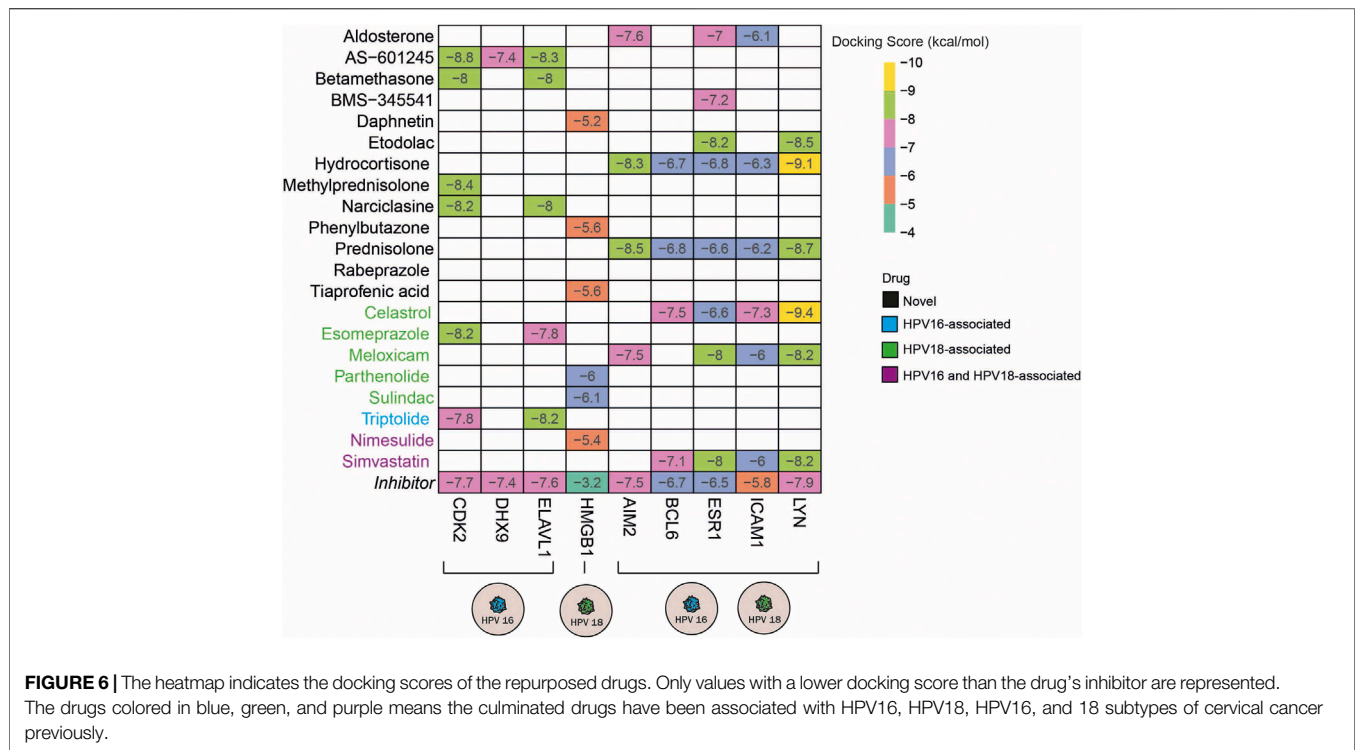 Aldosterone −7.6 −7 −6.1
AS−601245 −8.8 −7.4 −8.3
Betamethasone −8 −8
BMS−345541 −7.2
Daphnetin −5.2
Etodolac −8.2 −8.5
Hydrocortisone −8.3 −6.7 −6.8 −6.3 −9.1
Methylprednisolone −8.4
Narciclasine −8.2 −8
Phenylbutazone −5.6
Prednisolone −8.5 −6.8 −6.6 −6.2 −8.7
Rabeprazole
Tiaprofenic acid −5.6
Celastrol −7.5 −6.6 −7.3 −9.4
Esomeprazole −8.2 −7.8
Meloxicam −7.5 −8 −6 −8.2
Parthenolide −6
Sulindac −6.1
Triptolide −7.8 −8.2
Nimesulide −5.4
Simvastatin −7.1 −8 −6 −8.2
Inhibitor −7.7 −7.4 −7.6 −3.2 −7.5 −6.7 −6.5 −5.8 −7.9
CDK2 DHX9 ELAVL1 HMGB1 AIM2 BCL6 ESR1 ICAM1 LYN
HPV 16 HPV 18 HPV 16 HPV 18
Docking Score (kcal/mol)
−10
−9
−8
−7
−6
−5
−4
Drug
Novel
HPV16−associated
HPV18−associated
HPV16 and HPV18−associated
FIGURE 6 | The heatmap indicates the docking scores of the repurposed drugs. Only values with a lower docking score than the drug's inhibitor are represented.
The drugs colored in blue, green, and purple means the culminated drugs have been associated with HPV16, HPV18, HPV16, and 18 subtypes of cervical cancer
previously.